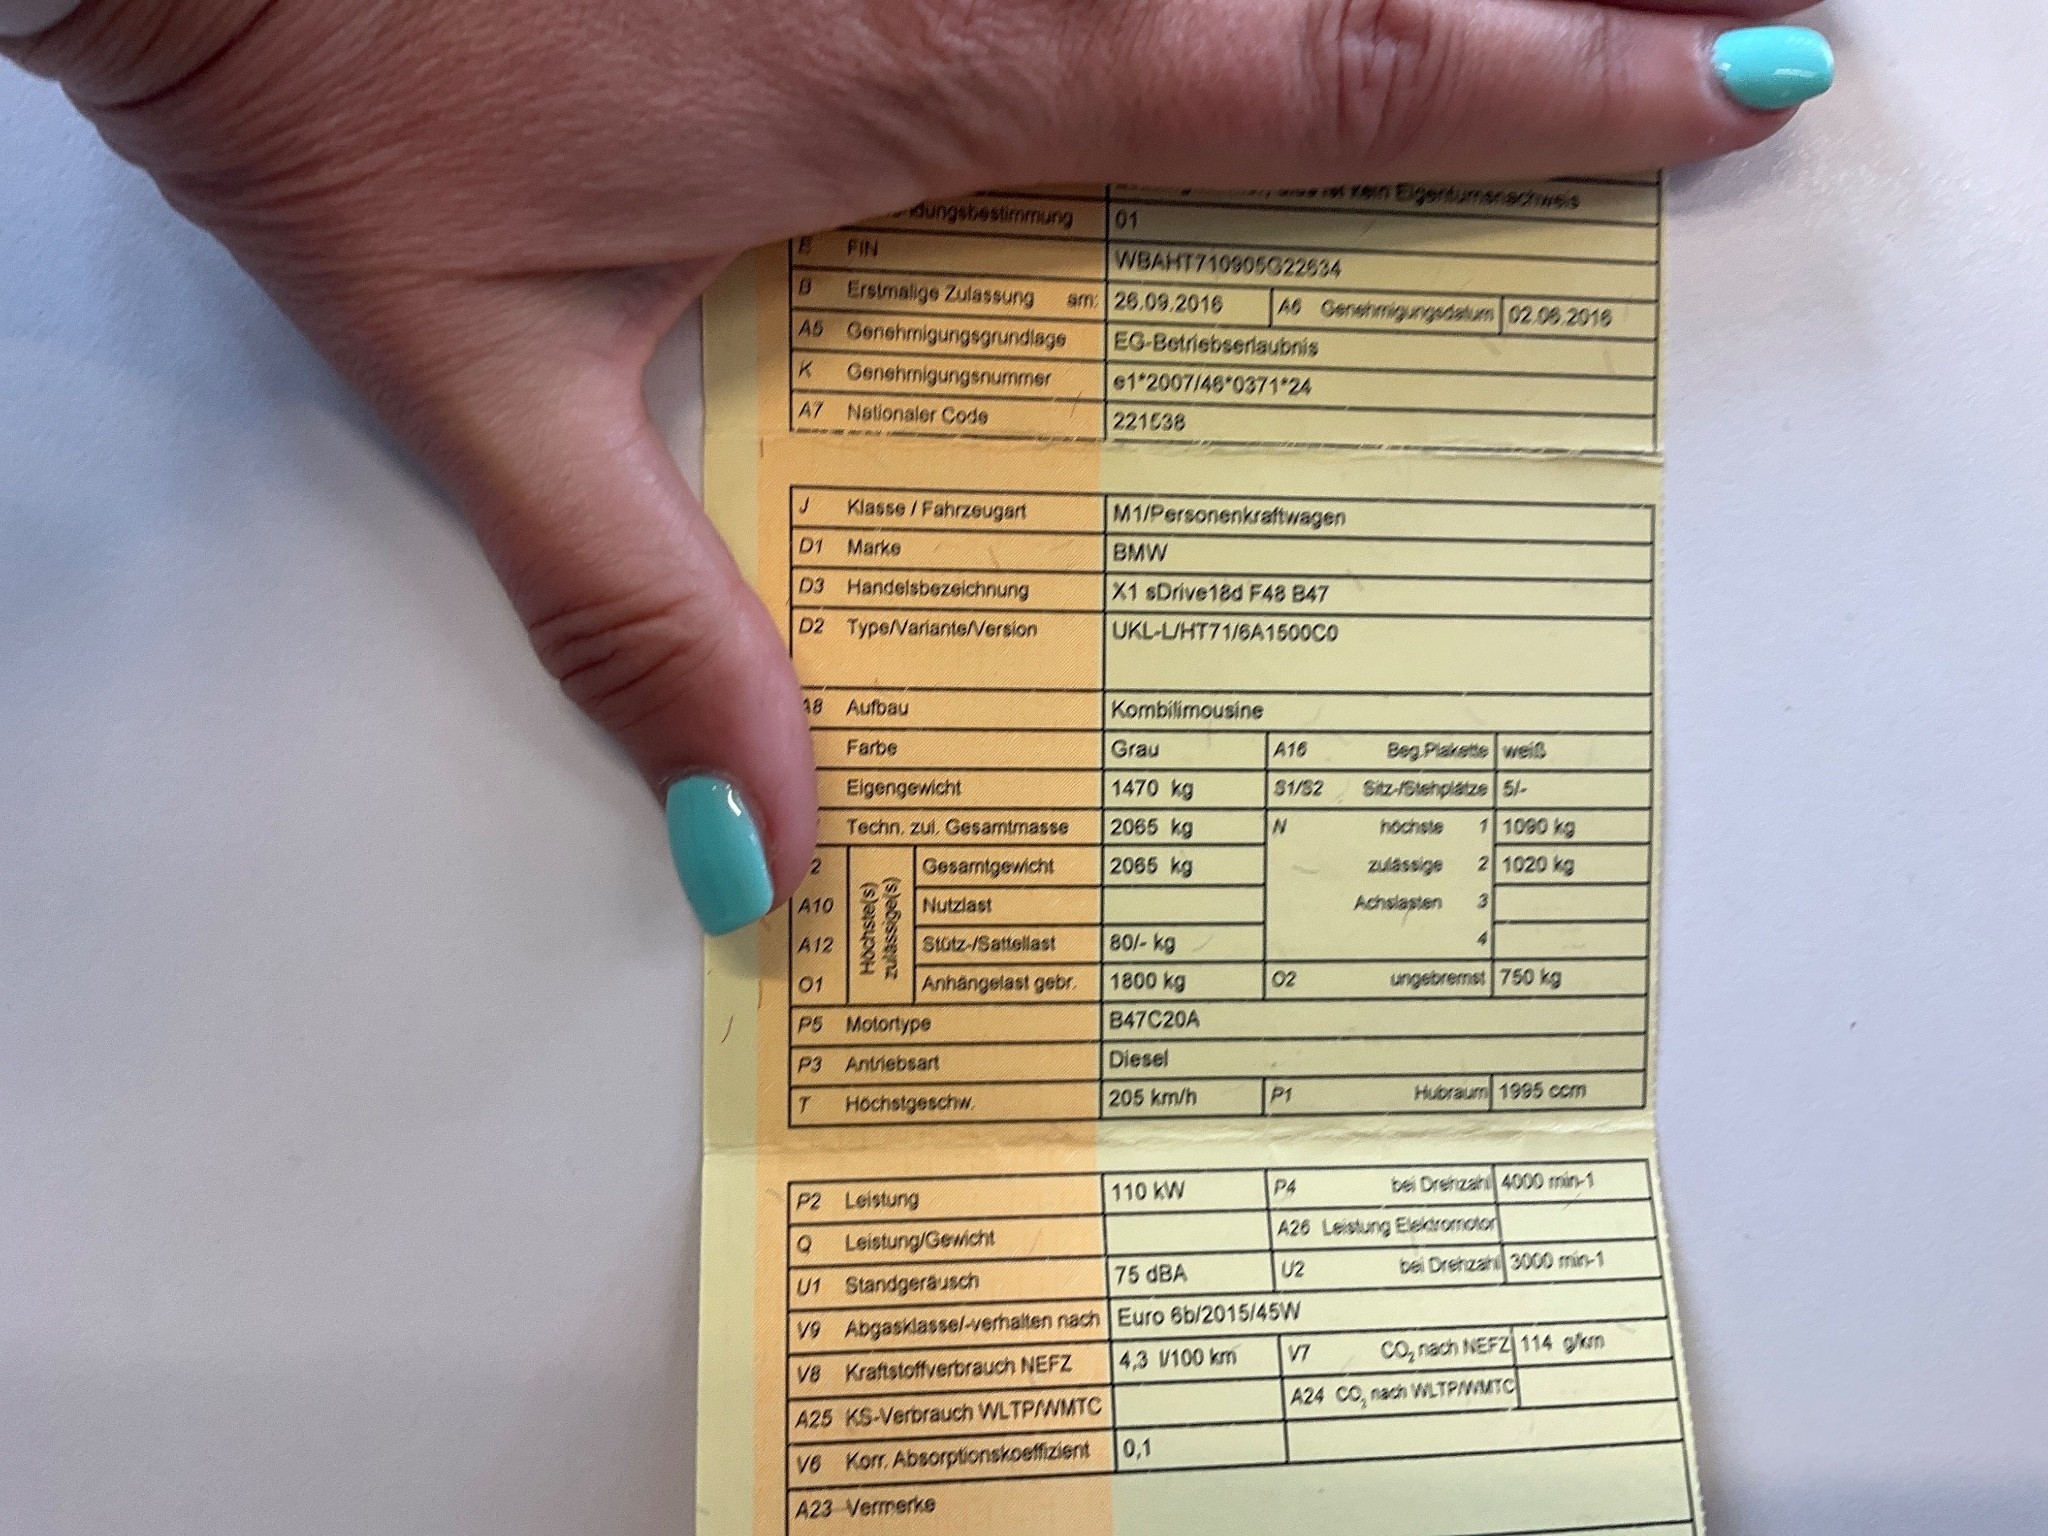 dies ist kein Eigentumsnachweis
01
E FIN WBAHT710905G22634
B Erstmalige Zulassung am: 26.09.2016 A6 Genehmigungsdatum 02.06.2016
A5 Genehmigungsgrundlage EG-Betriebserlaubnis
K Genehmigungsnummer e1*2007/46*0371*24
A7 Nationaler Code 221538
J Klasse / Fahrzeugart M1/Personenkraftwagen
D1 Marke BMW
D3 Handelsbezeichnung X1 sDrive18d F48 B47
D2 Type/Variante/Version UKL-L/HT71/6A1500C0
A8 Aufbau Kombilimousine
Farbe Grau A16 Beg.Plakette weiß
Eigengewicht 1470 kg S1/S2 Sitz-/Stehplätze 5/-
Techn. zul. Gesamtmasse 2065 kg N höchste 1 1090 kg
2 Höchste(s) zulässige(s) Gesamtgewicht 2065 kg zulässige 2 1020 kg
A10 Nutzlast Achslasten 3
A12 Stütz-/Sattellast 80/- kg 4
O1 Anhängelast gebr. 1800 kg O2 ungebremst 750 kg
P5 Motortype B47C20A
P3 Antriebsart Diesel
T Höchstgeschw. 205 km/h P1 Hubraum 1995 ccm
P2 Leistung 110 kW P4 bei Drehzahl 4000 min-1
Q Leistung/Gewicht A26 Leistung Elektromotor
U1 Standgeräusch 75 dBA U2 bei Drehzahl 3000 min-1
V9 Abgasklasse/-verhalten nach Euro 6b/2015/45W
V8 Kraftstoffverbrauch NEFZ 4,3 l/100 km V7 CO₂ nach NEFZ 114 g/km
A25 KS-Verbrauch WLTP/WMTC A24 CO₂ nach WLTP/WMTC
V6 Korr. Absorptionskoeffizient 0,1
A23 Vermerke